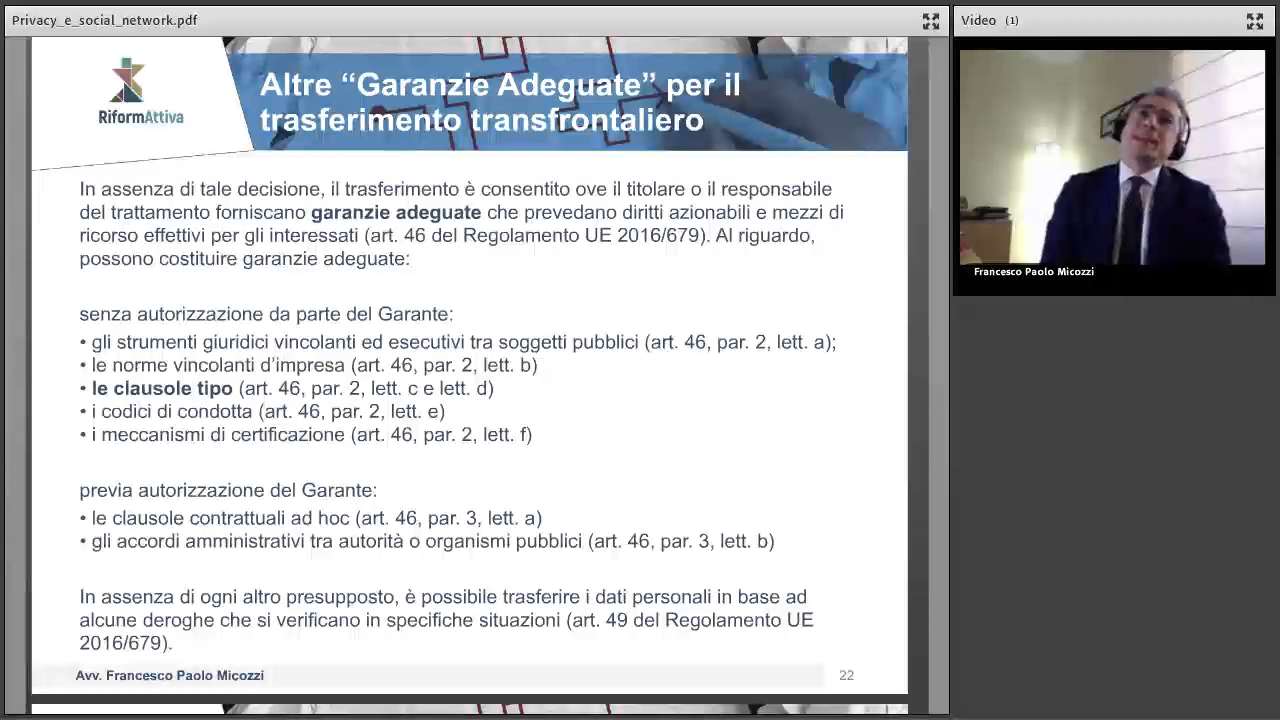 Privacy_e_social_network.pdf
Video (1)
RiformAttiva
Altre “Garanzie Adeguate” per il
trasferimento transfrontaliero
In assenza di tale decisione, il trasferimento è consentito ove il titolare o il responsabile
del trattamento forniscano garanzie adeguate che prevedano diritti azionabili e mezzi di
ricorso effettivi per gli interessati (art. 46 del Regolamento UE 2016/679). Al riguardo,
possono costituire garanzie adeguate:
senza autorizzazione da parte del Garante:
• gli strumenti giuridici vincolanti ed esecutivi tra soggetti pubblici (art. 46, par. 2, lett. a);
• le norme vincolanti d’impresa (art. 46, par. 2, lett. b)
• le clausole tipo (art. 46, par. 2, lett. c e lett. d)
• i codici di condotta (art. 46, par. 2, lett. e)
• i meccanismi di certificazione (art. 46, par. 2, lett. f)
previa autorizzazione del Garante:
• le clausole contrattuali ad hoc (art. 46, par. 3, lett. a)
• gli accordi amministrativi tra autorità o organismi pubblici (art. 46, par. 3, lett. b)
In assenza di ogni altro presupposto, è possibile trasferire i dati personali in base ad
alcune deroghe che si verificano in specifiche situazioni (art. 49 del Regolamento UE
2016/679).
Avv. Francesco Paolo Micozzi
22
Francesco Paolo Micozzi